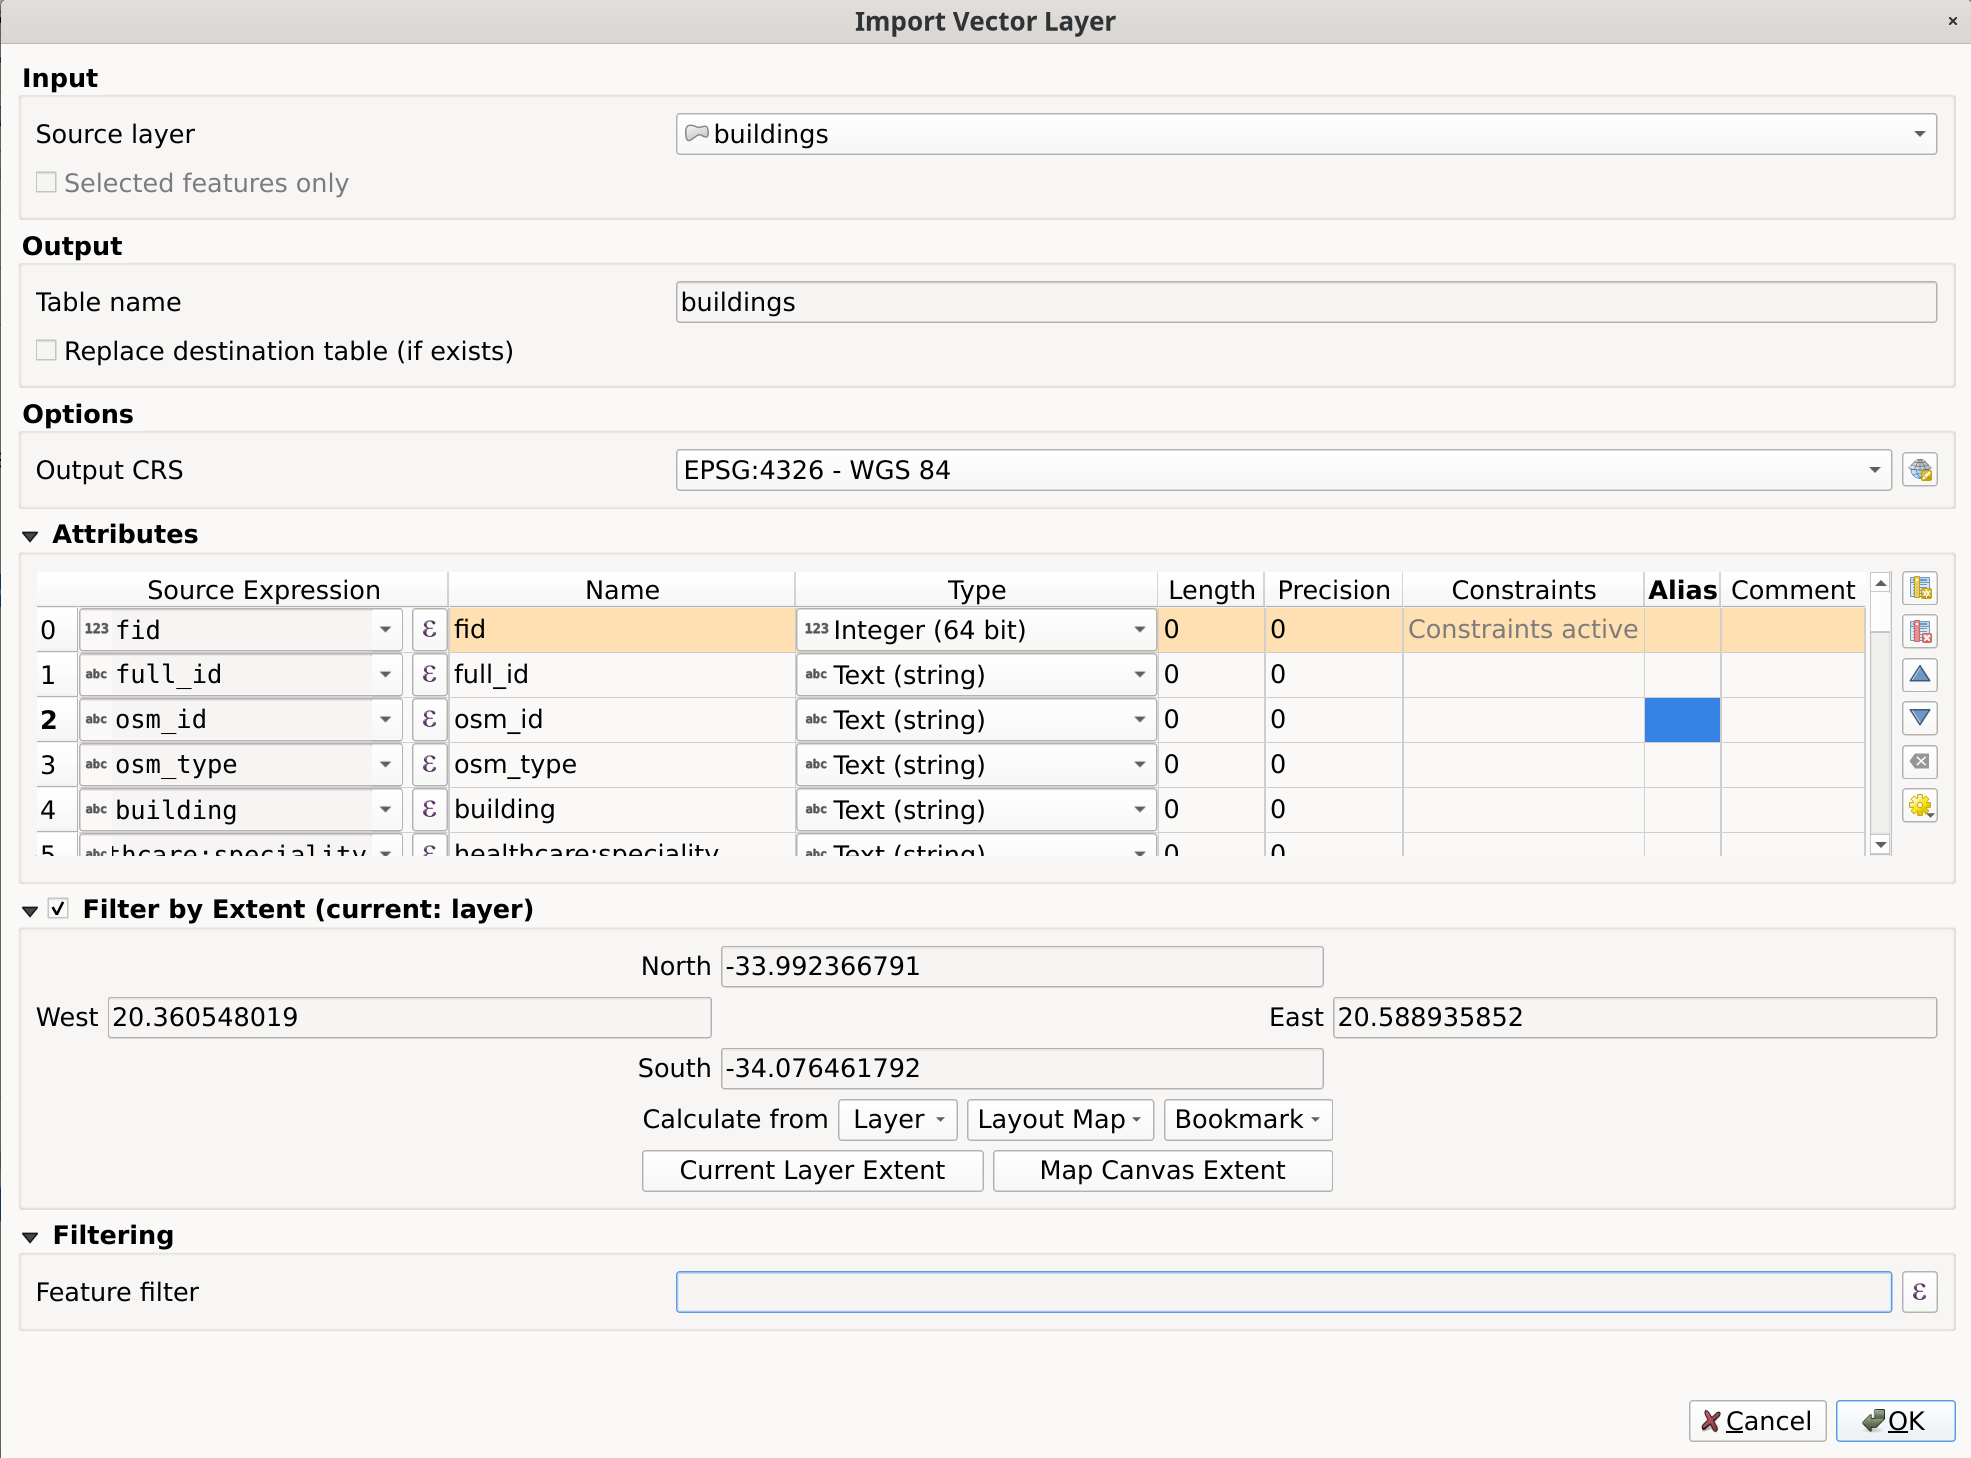 Import Vector Layer ×
Input
Source layer buildings
Selected features only
Output
Table name buildings
Replace destination table (if exists)
Options
Output CRS EPSG:4326 - WGS 84
Attributes
Source Expression Name Type Length Precision Constraints Alias Comment
0 123 fid ε fid 123 Integer (64 bit) 0 0 Constraints active
1 abc full_id ε full_id abc Text (string) 0 0
2 abc osm_id ε osm_id abc Text (string) 0 0
3 abc osm_type ε osm_type abc Text (string) 0 0
4 abc building ε building abc Text (string) 0 0
5 abc thcare:speciality ε healthcare:speciality abc Text (string) 0 0
Filter by Extent (current: layer)
North -33.992366791
West 20.360548019 East 20.588935852
South -34.076461792
Calculate from Layer Layout Map Bookmark
Current Layer Extent Map Canvas Extent
Filtering
Feature filter ε
Cancel OK